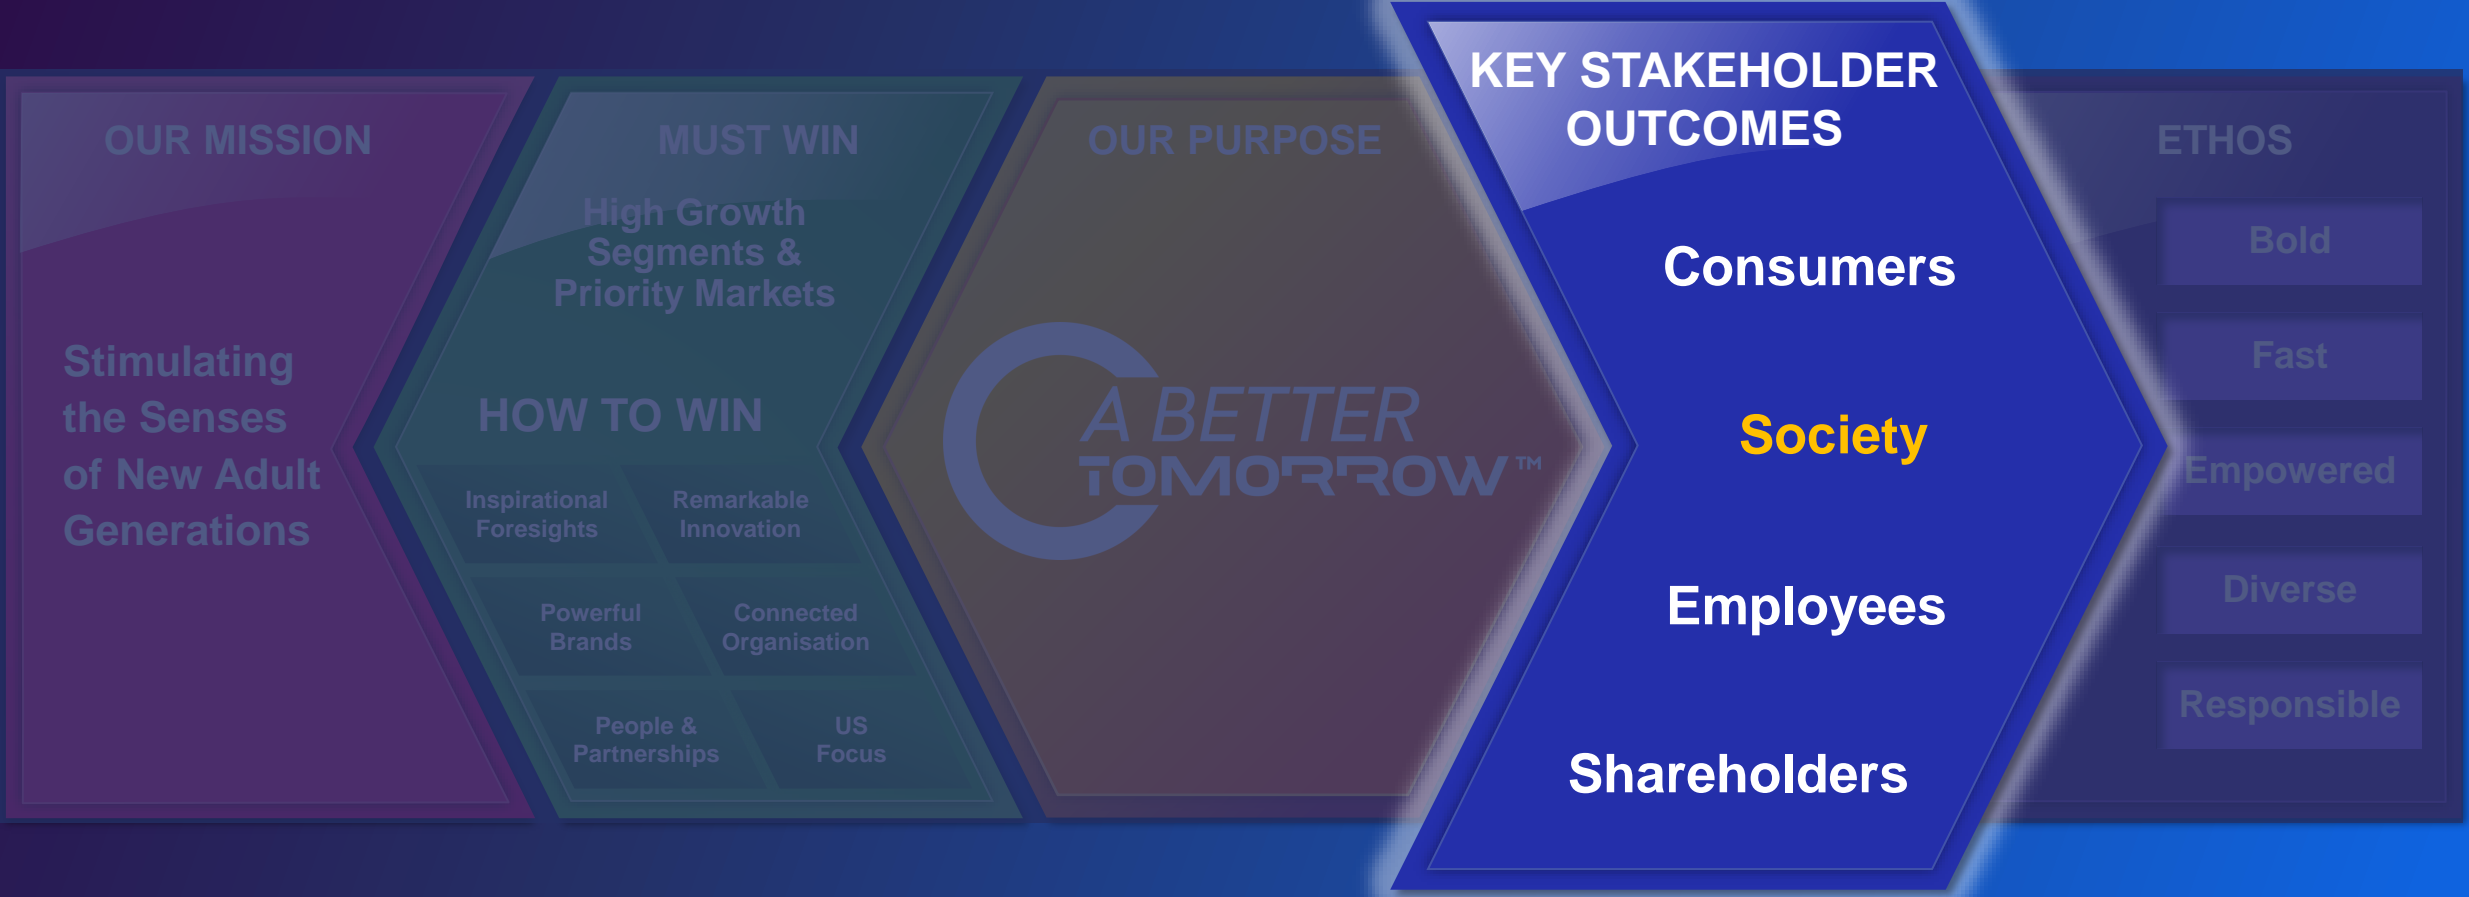 OUR MISSION
Stimulating
the Senses
of New Adult
Generations
MUST WIN
High Growth
Segments &
Priority Markets
HOW TO WIN
Inspirational
Foresights
Remarkable
Innovation
Powerful
Brands
Connected
Organisation
People &
Partnerships
US
Focus
OUR PURPOSE
A BETTER
TOMORROW™
KEY STAKEHOLDER
OUTCOMES
Consumers
Society
Employees
Shareholders
ETHOS
Bold
Fast
Empowered
Diverse
Responsible